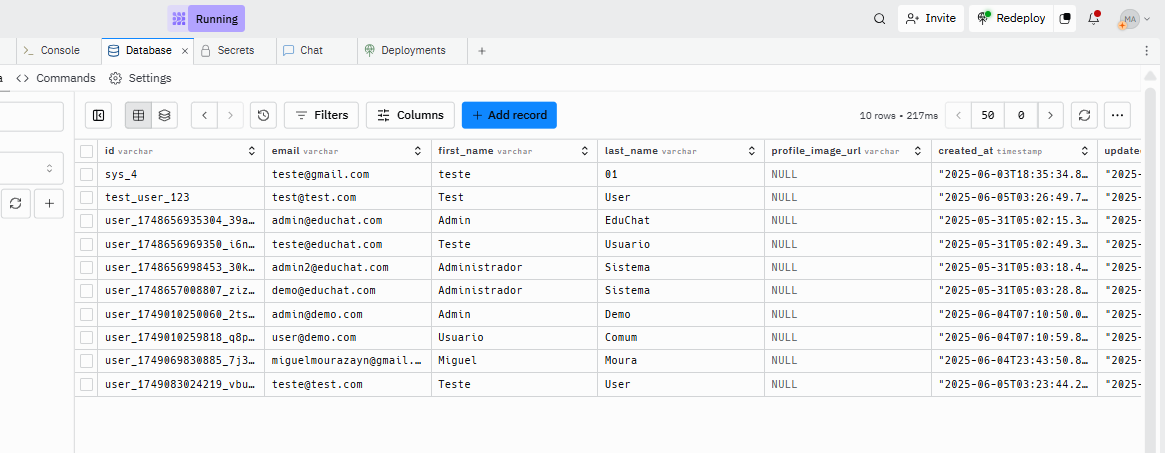 Running Invite Redeploy MA
Console Database × Secrets Chat Deployments +
a Commands Settings
Filters Columns + Add record 10 rows • 217ms 50 0
id varchar email varchar first_name varchar last_name varchar profile_image_url varchar created_at timestamp update
sys_4 teste@gmail.com teste 01 NULL "2025-06-03T18:35:34.8… "2025-
test_user_123 test@test.com Test User NULL "2025-06-05T03:26:49.7… "2025-
user_1748656935304_39a… admin@educhat.com Admin EduChat NULL "2025-05-31T05:02:15.3… "2025-
user_1748656969350_i6n… teste@educhat.com Teste Usuario NULL "2025-05-31T05:02:49.3… "2025-
user_1748656998453_30k… admin2@educhat.com Administrador Sistema NULL "2025-05-31T05:03:18.4… "2025-
user_1748657008807_ziz… demo@educhat.com Administrador Sistema NULL "2025-05-31T05:03:28.8… "2025-
user_1749010250060_2ts… admin@demo.com Admin Demo NULL "2025-06-04T07:10:50.0… "2025-
user_1749010259818_q8p… user@demo.com Usuario Comum NULL "2025-06-04T07:10:59.8… "2025-
user_1749069830885_7j3… miguelmourazayn@gmail.… Miguel Moura NULL "2025-06-04T23:43:50.8… "2025-
user_1749083024219_vbu… teste@test.com Teste User NULL "2025-06-05T03:23:44.2… "2025-